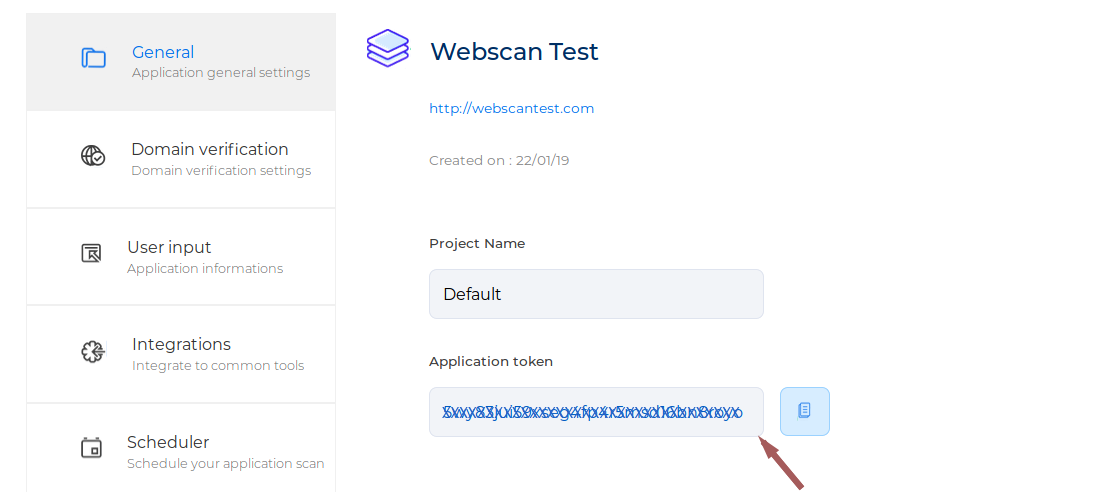 General
Application general settings
Domain verification
Domain verification settings
User input
Application informations
Integrations
Integrate to common tools
Scheduler
Schedule your application scan
Webscan Test
http://webscantest.com
Created on : 22/01/19
Project Name
Default
Application token